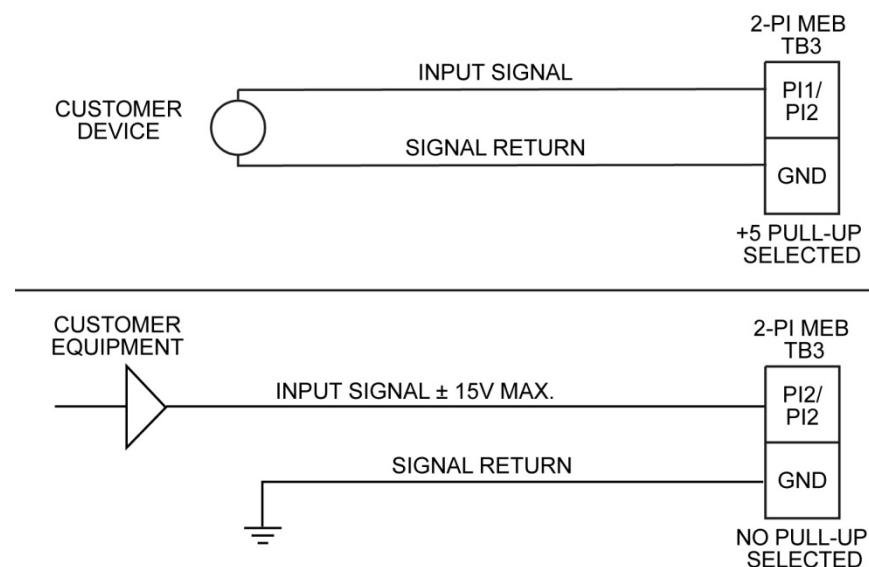 2-PI MEB
TB3
INPUT SIGNAL
PI1/
PI2
CUSTOMER
DEVICE
SIGNAL RETURN
GND
+5 PULL-UP
SELECTED
CUSTOMER
EQUIPMENT
2-PI MEB
TB3
INPUT SIGNAL ± 15V MAX.
PI2/
PI2
SIGNAL RETURN
GND
NO PULL-UP
SELECTED